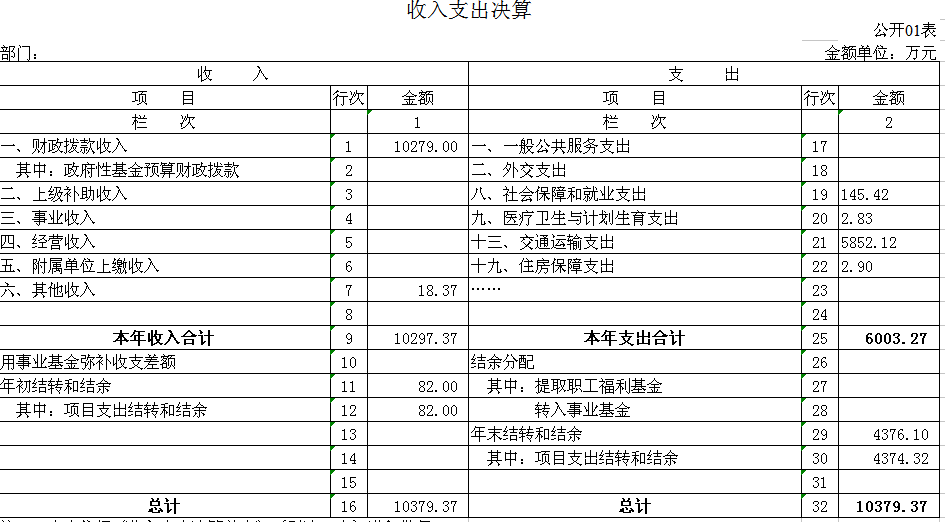 收入支出决算
公开01表
部门： 金额单位：万元
收 入 支 出
项 目 行次 金额 项 目 行次 金额
栏 次 1 栏 次 2
一、财政拨款收入 1 10279.00 一、一般公共服务支出 17
其中：政府性基金预算财政拨款 2 二、外交支出 18
二、上级补助收入 3 八、社会保障和就业支出 19 145.42
三、事业收入 4 九、医疗卫生与计划生育支出 20 2.83
四、经营收入 5 十三、交通运输支出 21 5852.12
五、附属单位上缴收入 6 十九、住房保障支出 22 2.90
六、其他收入 7 18.37 …… 23
8 24
本年收入合计 9 10297.37 本年支出合计 25 6003.27
用事业基金弥补收支差额 10 结余分配 26
年初结转和结余 11 82.00 其中：提取职工福利基金 27
其中：项目支出结转和结余 12 82.00 转入事业基金 28
13 年末结转和结余 29 4376.10
14 其中：项目支出结转和结余 30 4374.32
15 31
总计 16 10379.37 总计 32 10379.37